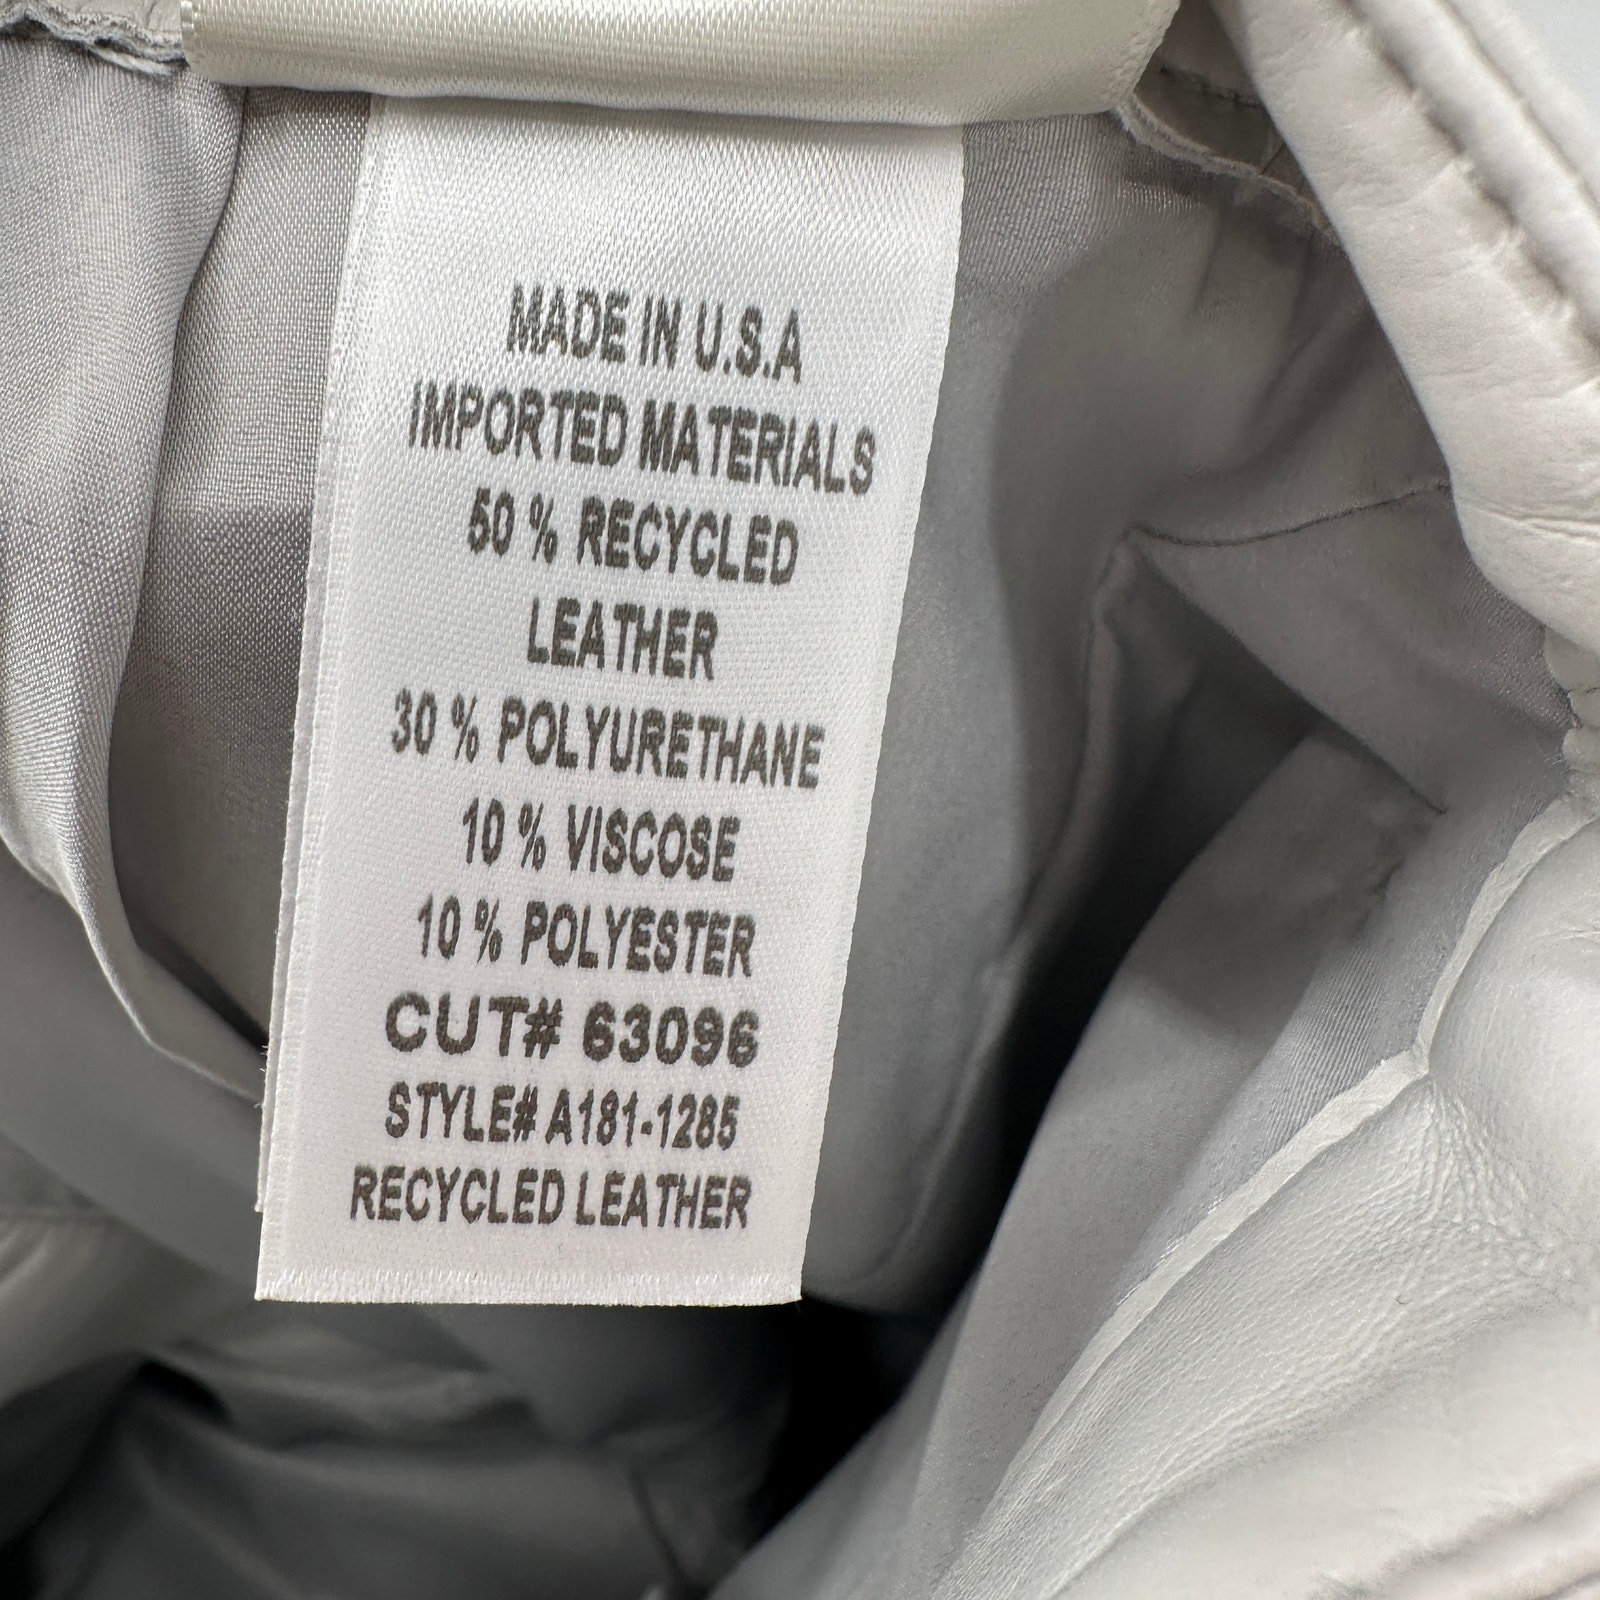 MADE IN U.S.A
IMPORTED MATERIALS
50 % RECYCLED
LEATHER
30 % POLYURETHANE
10 % VISCOSE
10 % POLYESTER
CUT# 63096
STYLE# A181-1285
RECYCLED LEATHER